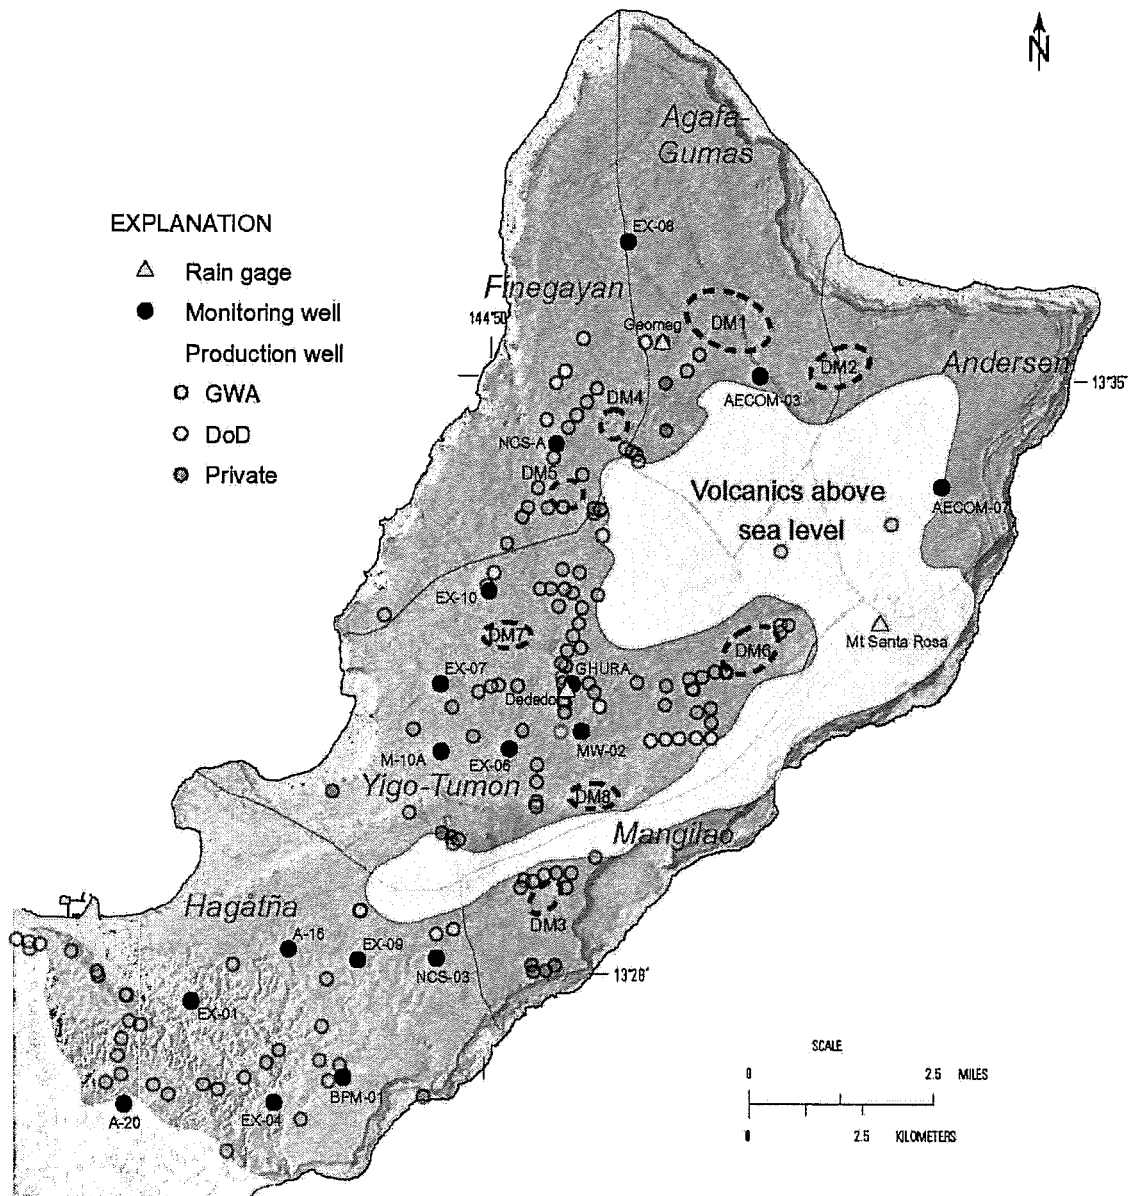 N
Agafa-
Gumas
EXPLANATION
Rain gage
Monitoring well
Production well
GWA
DoD
Private
EX-08
Finegayan
144°50'
Geomag
DM1
DM2
Andersen
13°35'
AECOM-03
DM4
NCS-A
DM5
Volcanics above
sea level
AECOM-07
EX-10
DM7
DM6
Mt Santa Rosa
EX-07
GHURA
Dededo
M-10A
EX-06
MW-02
Yigo-Tumon
DM8
Mangilao
Hagåtña
DM3
A-16
EX-09
NCS-03
13°28'
EX-01
SCALE
0 2.5 MILES
0 2.5 KILOMETERS
BPM-01
EX-04
A-20